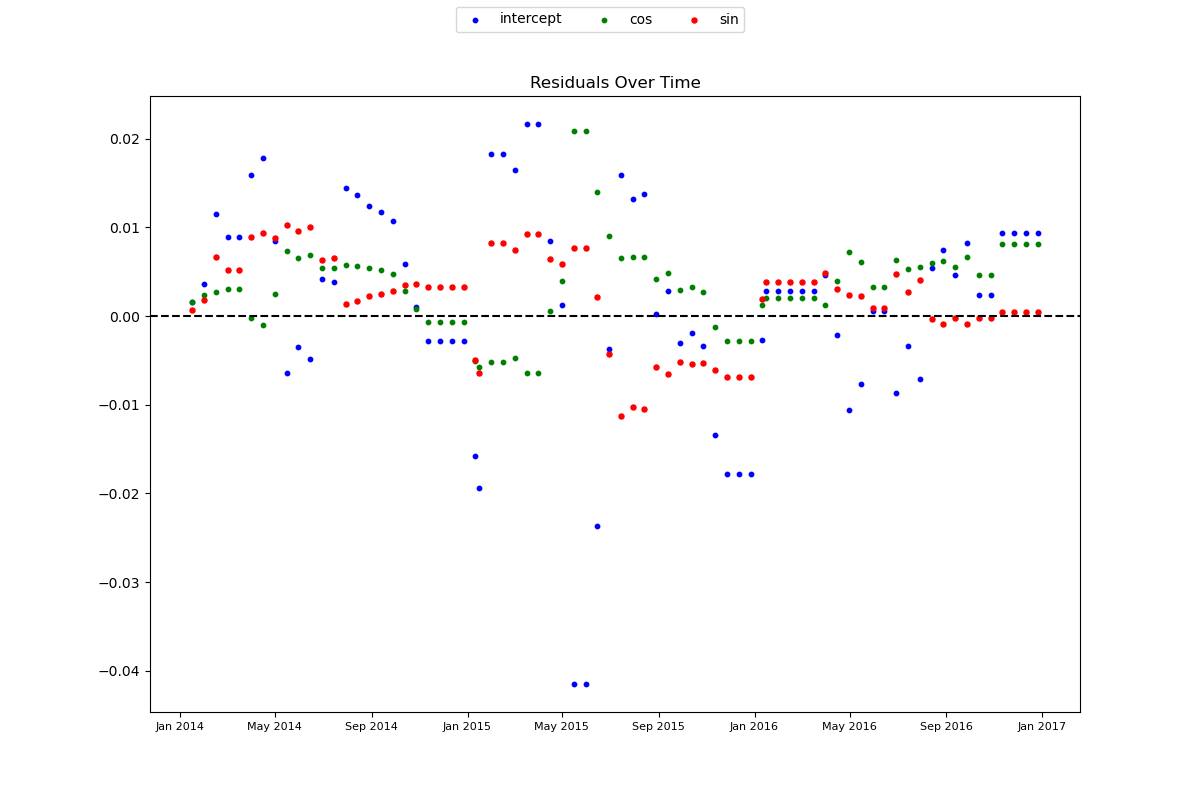 intercept cos sin
Residuals Over Time
0.02
0.01
0.00
−0.01
−0.02
−0.03
−0.04
Jan 2014 May 2014 Sep 2014 Jan 2015 May 2015 Sep 2015 Jan 2016 May 2016 Sep 2016 Jan 2017